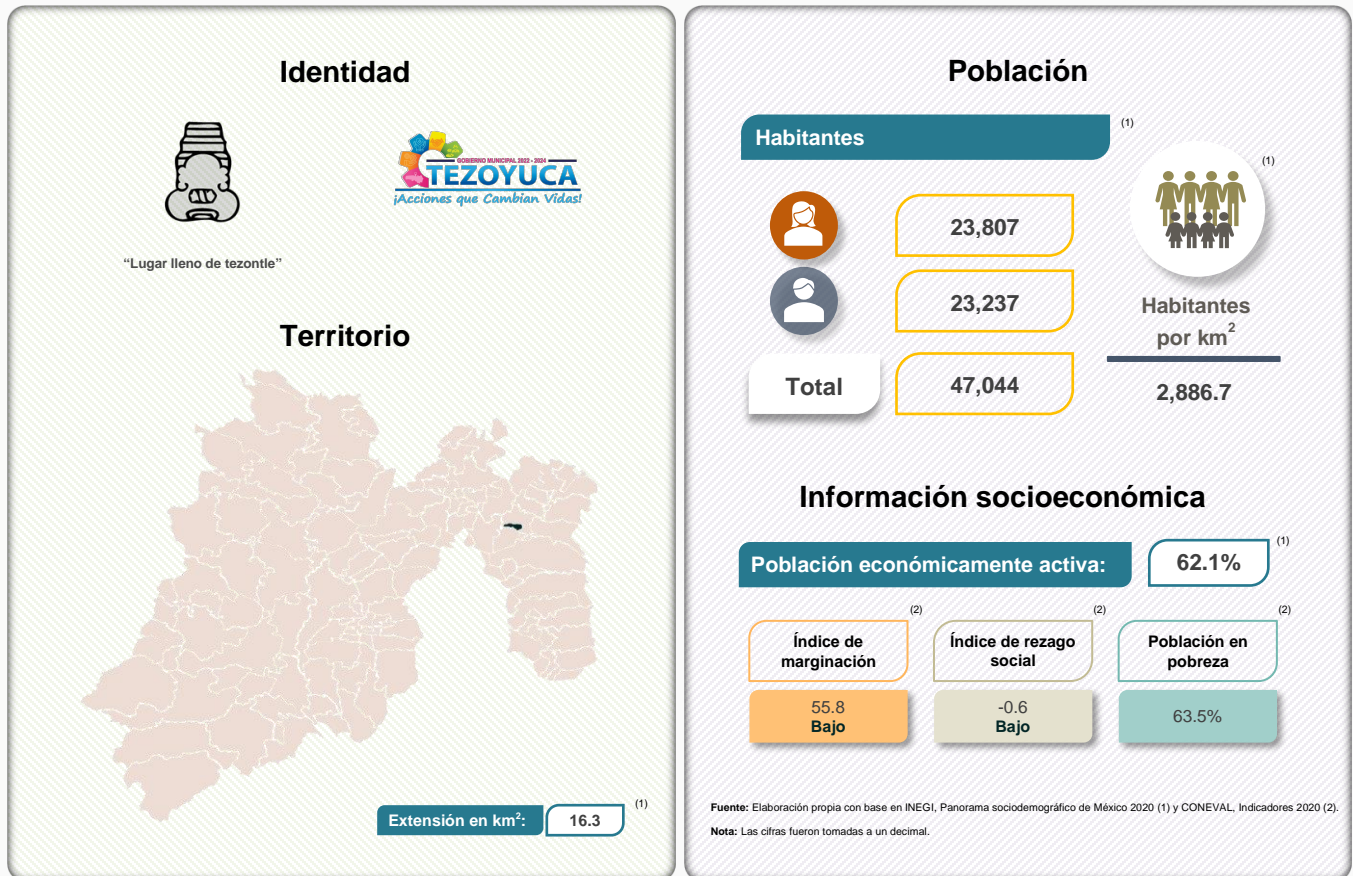 Identidad
GOBIERNO MUNICIPAL 2022 - 2024
TEZOYUCA
¡Acciones que Cambian Vidas!
“Lugar lleno de tezontle”
Territorio
Extensión en km²:
16.3
(1)
Población
Habitantes
(1)
23,807
23,237
Total
47,044
(1)
Habitantes
por km²
2,886.7
Información socioeconómica
Población económicamente activa:
62.1%
(1)
(2)
Índice de
marginación
55.8
Bajo
(2)
Índice de rezago
social
-0.6
Bajo
(2)
Población en
pobreza
63.5%
Fuente: Elaboración propia con base en INEGI, Panorama sociodemográfico de México 2020 (1) y CONEVAL, Indicadores 2020 (2).
Nota: Las cifras fueron tomadas a un decimal.